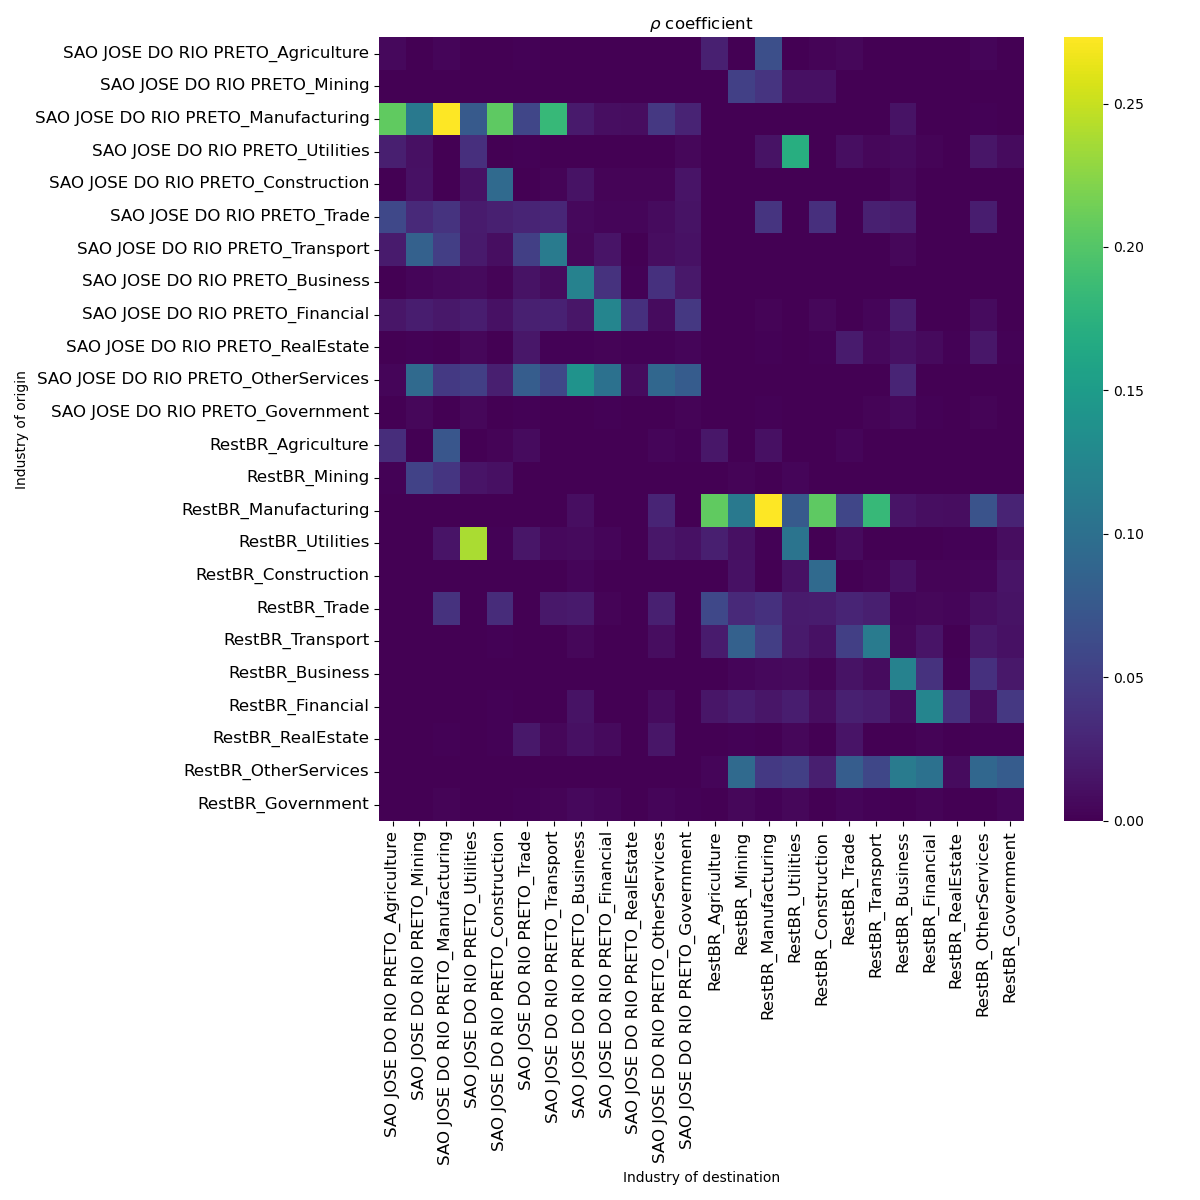 ρ coefficient
SAO JOSE DO RIO PRETO_Agriculture
SAO JOSE DO RIO PRETO_Mining
SAO JOSE DO RIO PRETO_Manufacturing
SAO JOSE DO RIO PRETO_Utilities
SAO JOSE DO RIO PRETO_Construction
SAO JOSE DO RIO PRETO_Trade
SAO JOSE DO RIO PRETO_Transport
SAO JOSE DO RIO PRETO_Business
SAO JOSE DO RIO PRETO_Financial
SAO JOSE DO RIO PRETO_RealEstate
SAO JOSE DO RIO PRETO_OtherServices
SAO JOSE DO RIO PRETO_Government
RestBR_Agriculture
RestBR_Mining
RestBR_Manufacturing
RestBR_Utilities
RestBR_Construction
RestBR_Trade
RestBR_Transport
RestBR_Business
RestBR_Financial
RestBR_RealEstate
RestBR_OtherServices
RestBR_Government
Industry of origin
SAO JOSE DO RIO PRETO_Agriculture
SAO JOSE DO RIO PRETO_Mining
SAO JOSE DO RIO PRETO_Manufacturing
SAO JOSE DO RIO PRETO_Utilities
SAO JOSE DO RIO PRETO_Construction
SAO JOSE DO RIO PRETO_Trade
SAO JOSE DO RIO PRETO_Transport
SAO JOSE DO RIO PRETO_Business
SAO JOSE DO RIO PRETO_Financial
SAO JOSE DO RIO PRETO_RealEstate
SAO JOSE DO RIO PRETO_OtherServices
SAO JOSE DO RIO PRETO_Government
RestBR_Agriculture
RestBR_Mining
RestBR_Manufacturing
RestBR_Utilities
RestBR_Construction
RestBR_Trade
RestBR_Transport
RestBR_Business
RestBR_Financial
RestBR_RealEstate
RestBR_OtherServices
RestBR_Government
Industry of destination
0.25
0.20
0.15
0.10
0.05
0.00